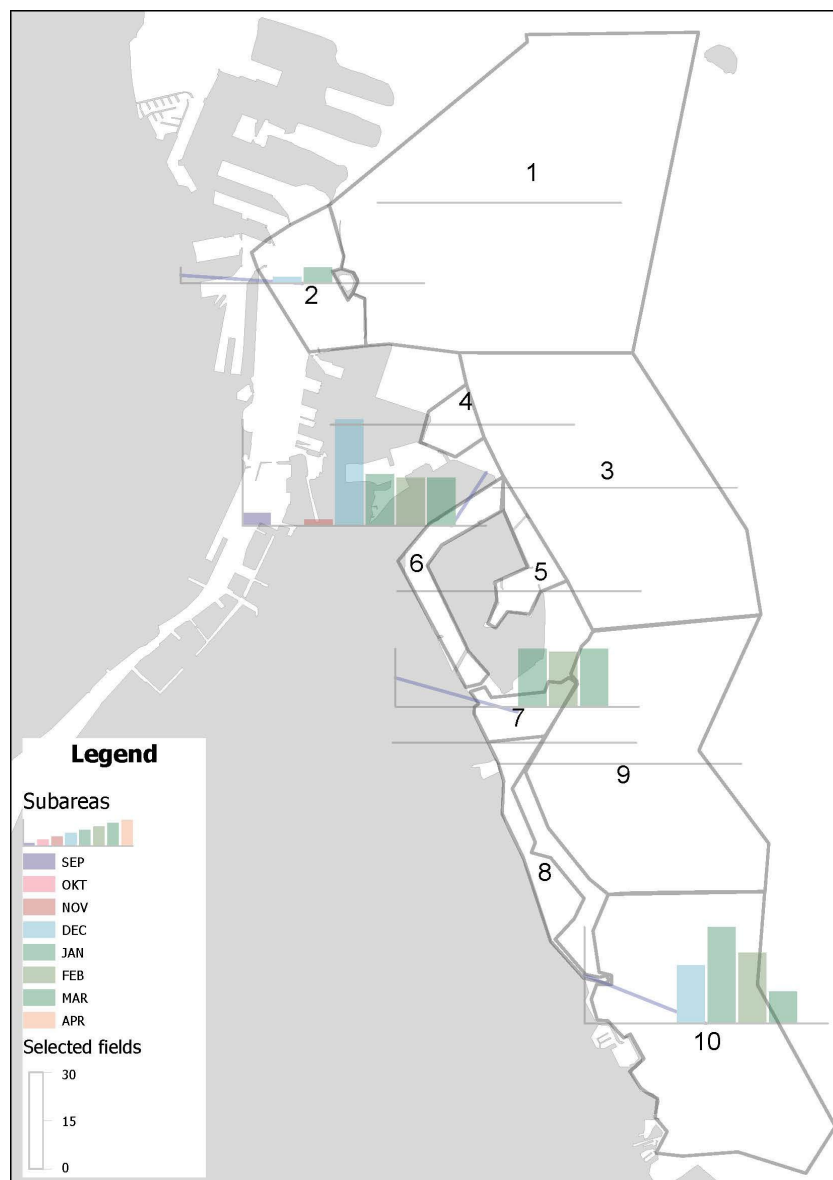 1
2
4
3
6
5
7
9
8
10
Legend
Subareas
SEP
OKT
NOV
DEC
JAN
FEB
MAR
APR
Selected fields
30
15
0